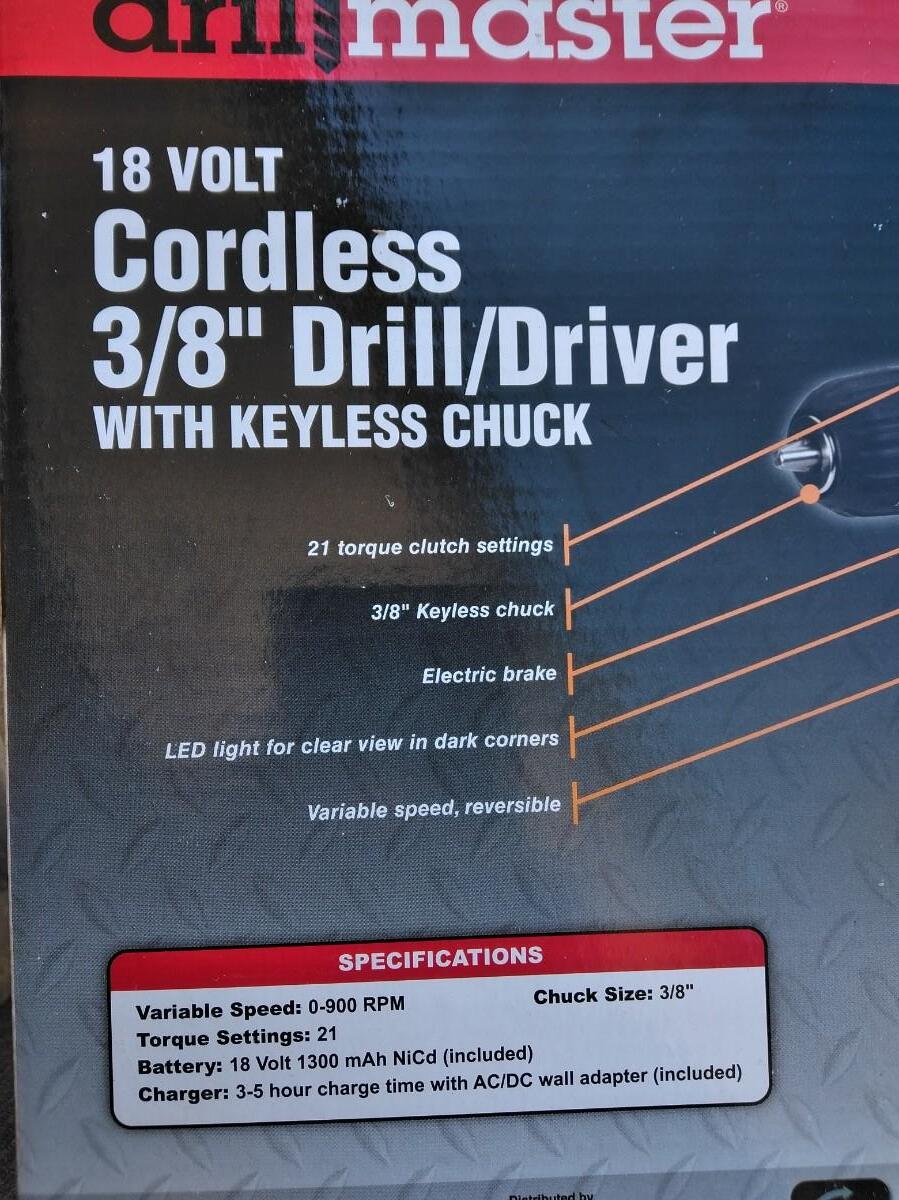 drillmaster®
18 VOLT
Cordless
3/8" Drill/Driver
WITH KEYLESS CHUCK
21 torque clutch settings
3/8" Keyless chuck
Electric brake
LED light for clear view in dark corners
Variable speed, reversible
SPECIFICATIONS
Variable Speed: 0-900 RPM Chuck Size: 3/8"
Torque Settings: 21
Battery: 18 Volt 1300 mAh NiCd (included)
Charger: 3-5 hour charge time with AC/DC wall adapter (included)
Distributed by